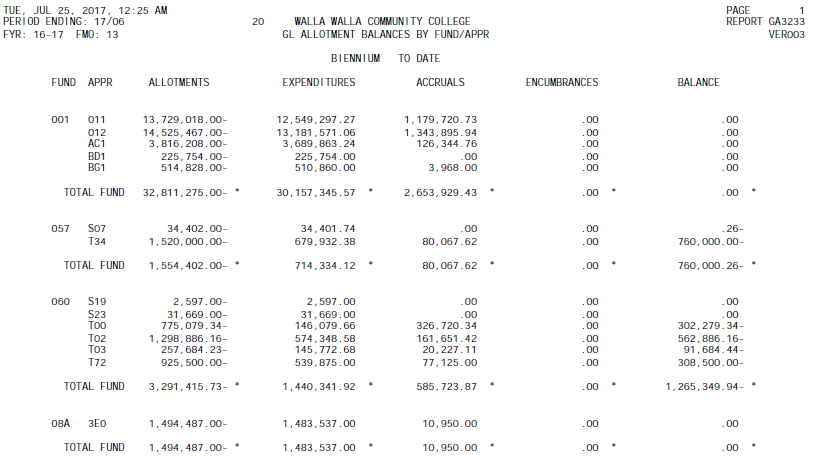 TUE, JUL 25, 2017, 12:25 AM PAGE 1
PERIOD ENDING: 17/06 20 WALLA WALLA COMMUNITY COLLEGE REPORT GA3233
FYR: 16-17 FMO: 13 GL ALLOTMENT BALANCES BY FUND/APPR VER003
BIENNIUM TO DATE
FUND APPR ALLOTMENTS EXPENDITURES ACCRUALS ENCUMBRANCES BALANCE
001 011 13,729,018.00- 12,549,297.27 1,179,720.73 .00 .00
012 14,525,467.00- 13,181,571.06 1,343,895.94 .00 .00
AC1 3,816,208.00- 3,689,863.24 126,344.76 .00 .00
BD1 225,754.00- 225,754.00 .00 .00 .00
BG1 514,828.00- 510,860.00 3,968.00 .00 .00
TOTAL FUND 32,811,275.00- * 30,157,345.57 * 2,653,929.43 * .00 * .00 *
057 S07 34,402.00- 34,401.74 .00 .00 .26-
T34 1,520,000.00- 679,932.38 80,067.62 .00 760,000.00-
TOTAL FUND 1,554,402.00- * 714,334.12 * 80,067.62 * .00 * 760,000.26- *
060 S19 2,597.00- 2,597.00 .00 .00 .00
S23 31,669.00- 31,669.00 .00 .00 .00
T00 775,079.34- 146,079.66 326,720.34 .00 302,279.34-
T02 1,298,886.16- 574,348.58 161,651.42 .00 562,886.16-
T03 257,684.23- 145,772.68 20,227.11 .00 91,684.44-
T72 925,500.00- 539,875.00 77,125.00 .00 308,500.00-
TOTAL FUND 3,291,415.73- * 1,440,341.92 * 585,723.87 * .00 * 1,265,349.94- *
08A 3E0 1,494,487.00- 1,483,537.00 10,950.00 .00 .00
TOTAL FUND 1,494,487.00- * 1,483,537.00 * 10,950.00 * .00 * .00 *